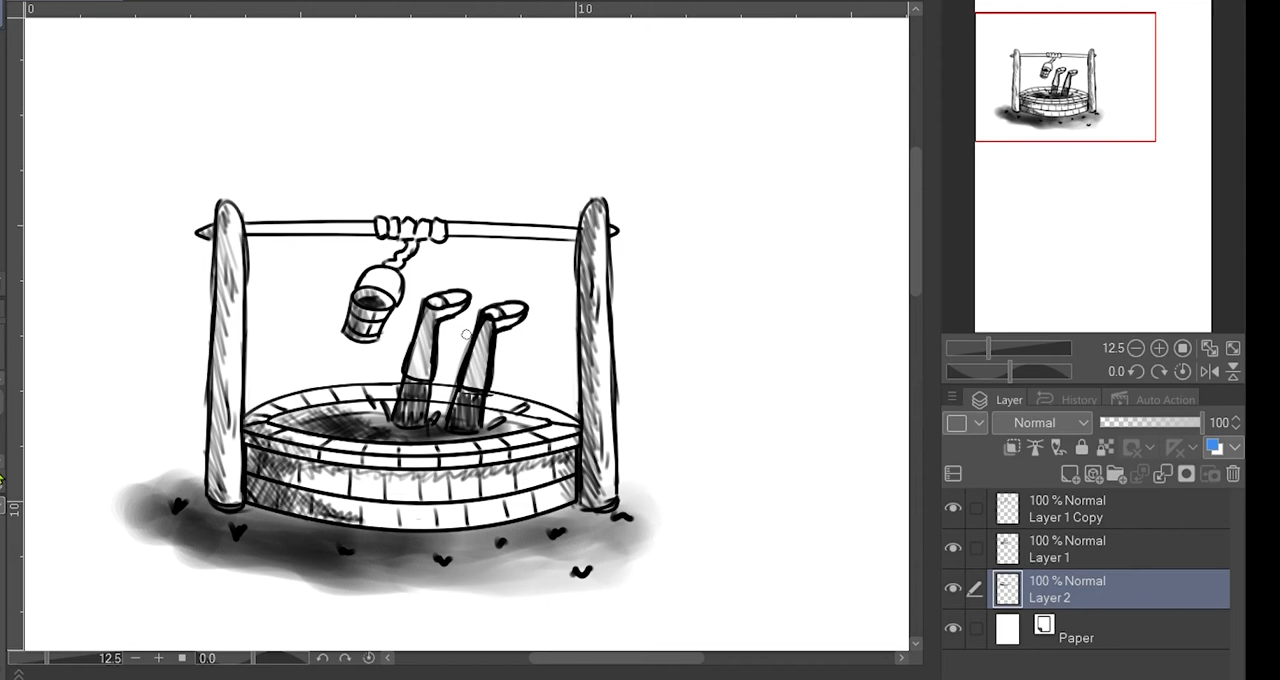 0
10
10
12.5
0.0
Layer
History
Auto Action
Normal
100
100 % Normal
Layer 1 Copy
100 % Normal
Layer 1
100 % Normal
Layer 2
Paper
12.5
0.0